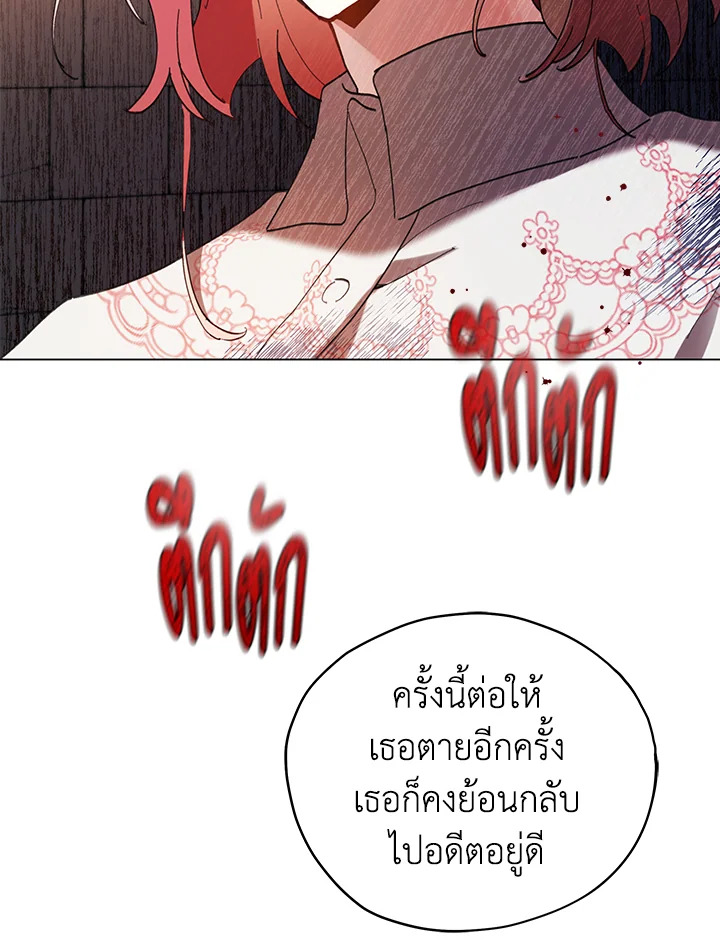 ตึกตัก
ตึกตัก
ครั้งนี้ต่อให้
เธอตายอีกครั้ง
เธอก็คงย้อนกลับ
ไปอดีตอยู่ดี